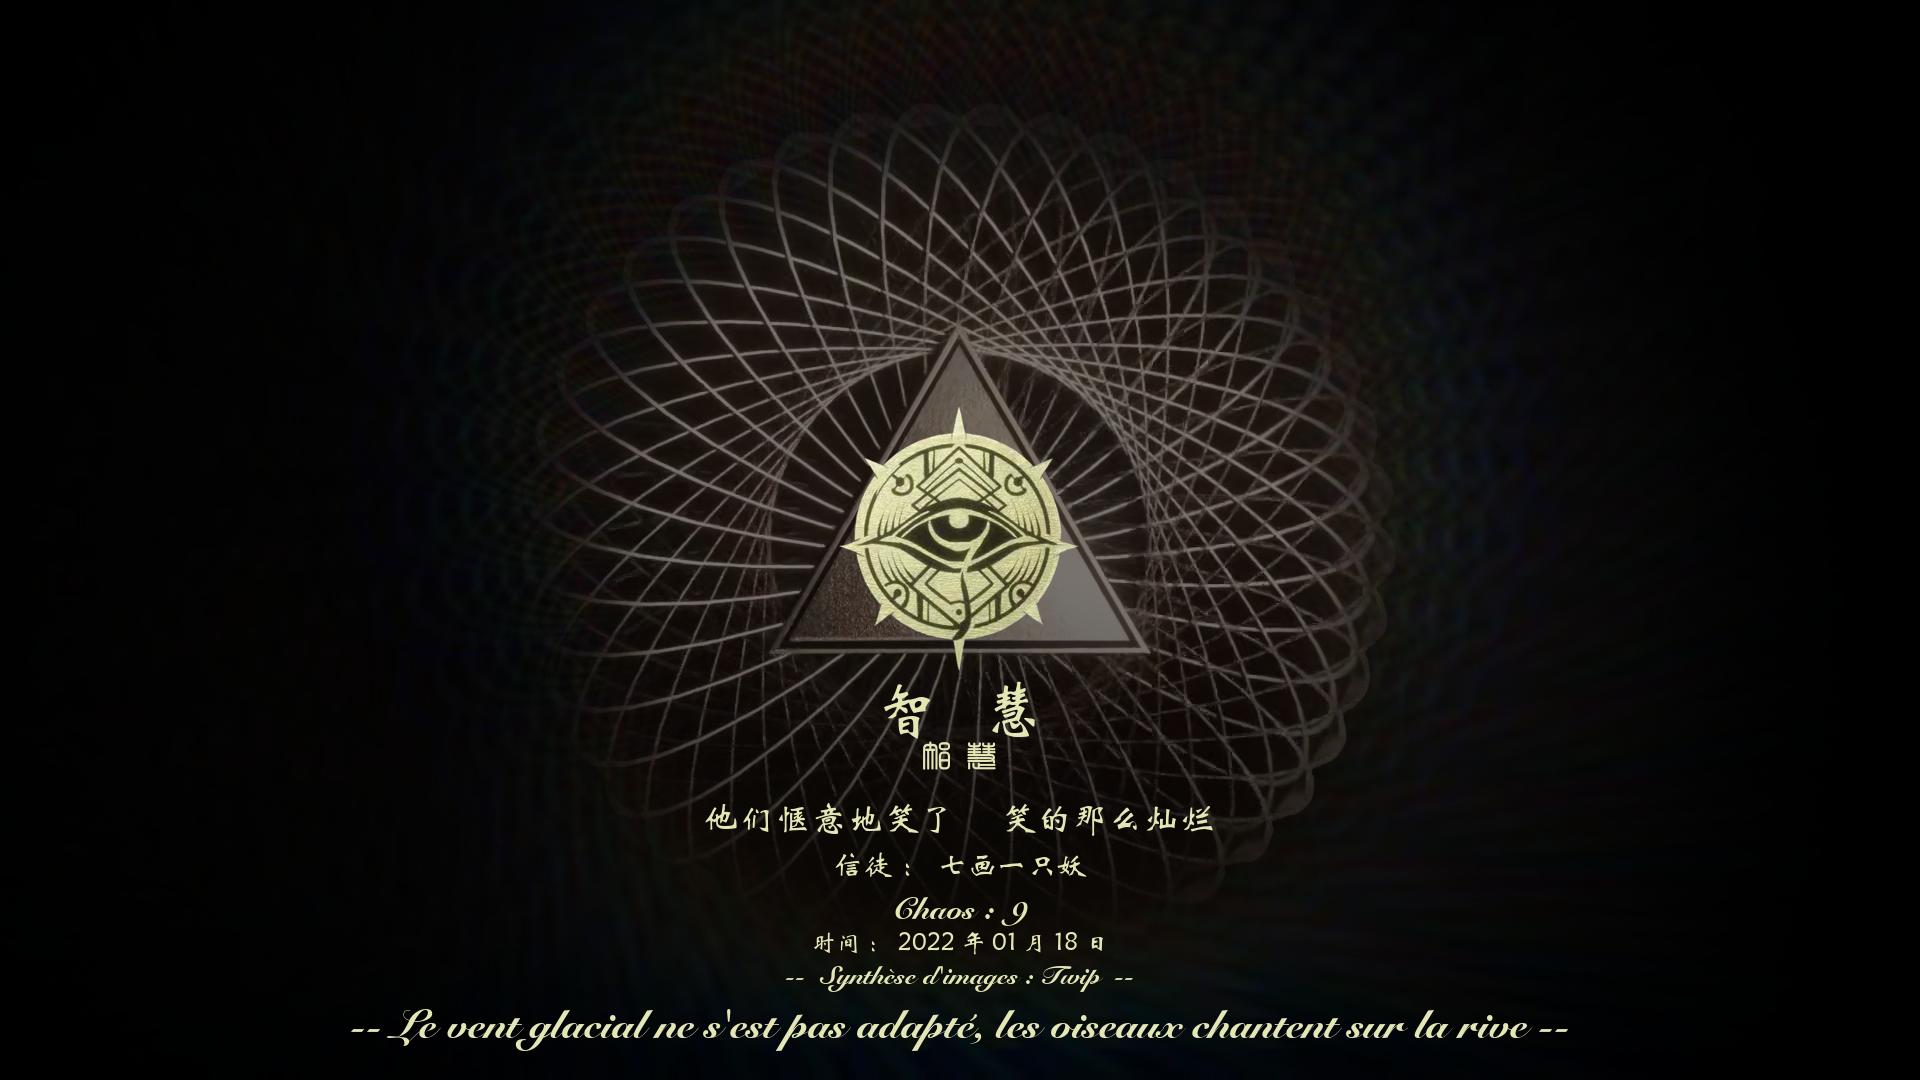 智 慧
智 慧
他们惬意地笑了 笑的那么灿烂
信徒： 七画一只妖
Chaos : 9
时间： 2022 年 01 月 18 日
-- Synthèse d'images : Twip --
-- Le vent glacial ne s'est pas adapté, les oiseaux chantent sur la rive --